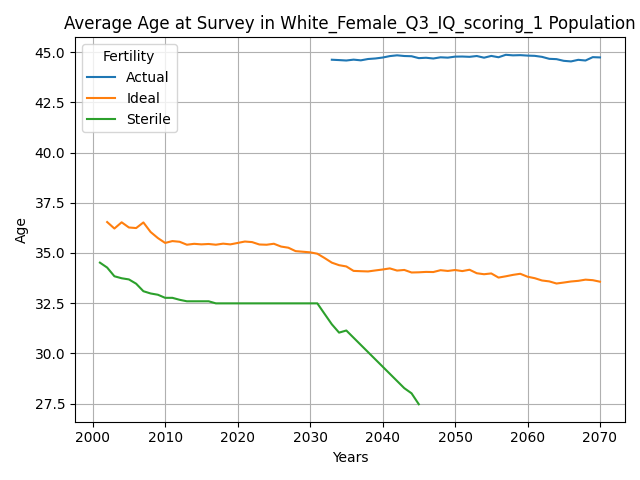 Average Age at Survey in White_Female_Q3_IQ_scoring_1 Population
Fertility
Actual
Ideal
Sterile
45.0
42.5
40.0
37.5
35.0
32.5
30.0
27.5
Age
2000 2010 2020 2030 2040 2050 2060 2070
Years